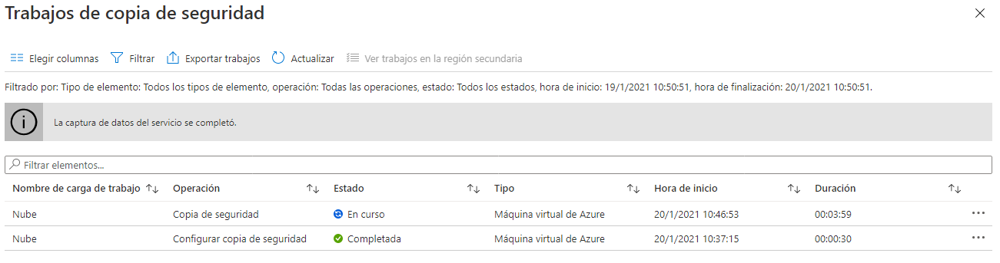 Trabajos de copia de seguridad
Elegir columnas Filtrar Exportar trabajos Actualizar Ver trabajos en la región secundaria
Filtrado por: Tipo de elemento: Todos los tipos de elemento, operación: Todas las operaciones, estado: Todos los estados, hora de inicio: 19/1/2021 10:50:51, hora de finalización: 20/1/2021 10:50:51.
La captura de datos del servicio se completó.
Filtrar elementos...
Nombre de carga de trabajo Operación Estado Tipo Hora de inicio Duración
Nube Copia de seguridad En curso Máquina virtual de Azure 20/1/2021 10:46:53 00:03:59
Nube Configurar copia de seguridad Completada Máquina virtual de Azure 20/1/2021 10:37:15 00:00:30